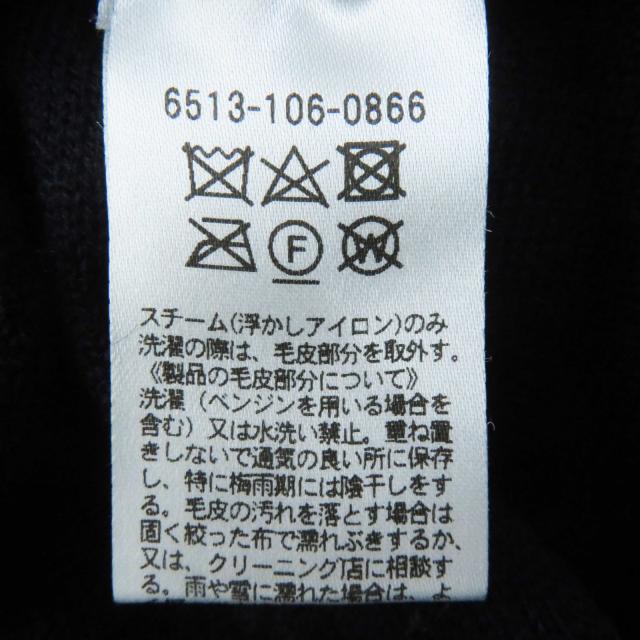 6513-106-0866
F
W
スチーム(浮かしアイロン)のみ
洗濯の際は、毛皮部分を取外す。
《製品の毛皮部分について》
洗濯(ベンジンを用いる場合を
含む)又は水洗い禁止。重ね置
きしないで通気の良い所に保存
し、特に梅雨期には陰干しをす
る。毛皮の汚れを落とす場合は
固く絞った布で濡れぶきするか、
又は、クリーニング店に相談す
る。雨や雪に濡れた場合は、よ